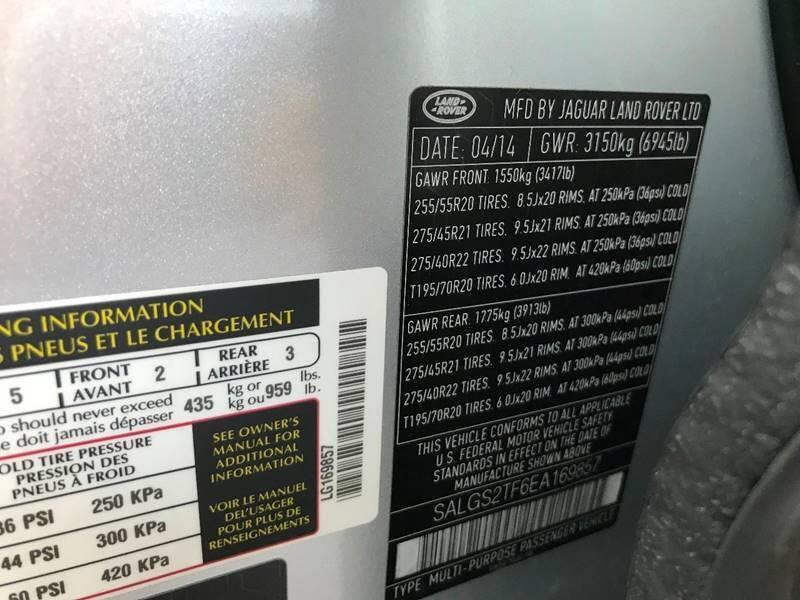 LAND ROVER
MFD BY JAGUAR LAND ROVER LTD
DATE: 04/14 GWR: 3150kg (6945lb)
GAWR FRONT: 1550kg (3417lb)
255/55R20 TIRES. 8.5Jx20 RIMS. AT 250kPa (36psi) COLD
275/45R21 TIRES. 9.5Jx21 RIMS. AT 250kPa (36psi) COLD
275/40R22 TIRES. 9.5Jx22 RIMS. AT 250kPa (36psi) COLD
T195/70R20 TIRES. 6.0Jx20 RIM. AT 420kPa (60psi) COLD
GAWR REAR: 1775kg (3913lb)
255/55R20 TIRES. 8.5Jx20 RIMS. AT 300kPa (44psi) COLD
275/45R21 TIRES. 9.5Jx21 RIMS. AT 300kPa (44psi) COLD
275/40R22 TIRES. 9.5Jx22 RIMS. AT 300kPa (44psi) COLD
T195/70R20 TIRES. 6.0Jx20 RIM. AT 420kPa (60psi) COLD
THIS VEHICLE CONFORMS TO ALL APPLICABLE
U.S. FEDERAL MOTOR VEHICLE SAFETY
STANDARDS IN EFFECT ON THE DATE OF
MANUFACTURE SHOWN ABOVE
SALGS2TF6EA169857
TYPE MULTI-PURPOSE PASSENGER VEHICLE
NG INFORMATION
S PNEUS ET LE CHARGEMENT
5 FRONT AVANT 2 REAR ARRIÈRE 3
o should never exceed
e doit jamais dépasser 435 kg or kg ou 959 lbs. lb.
OLD TIRE PRESSURE
PRESSION DES
PNEUS À FROID
36 PSI 250 KPa
44 PSI 300 KPa
60 PSI 420 KPa
SEE OWNER'S
MANUAL FOR
ADDITIONAL
INFORMATION
VOIR LE MANUEL
DEL'USAGER
POUR PLUS DE
RENSEIGNEMENTS
LG169857